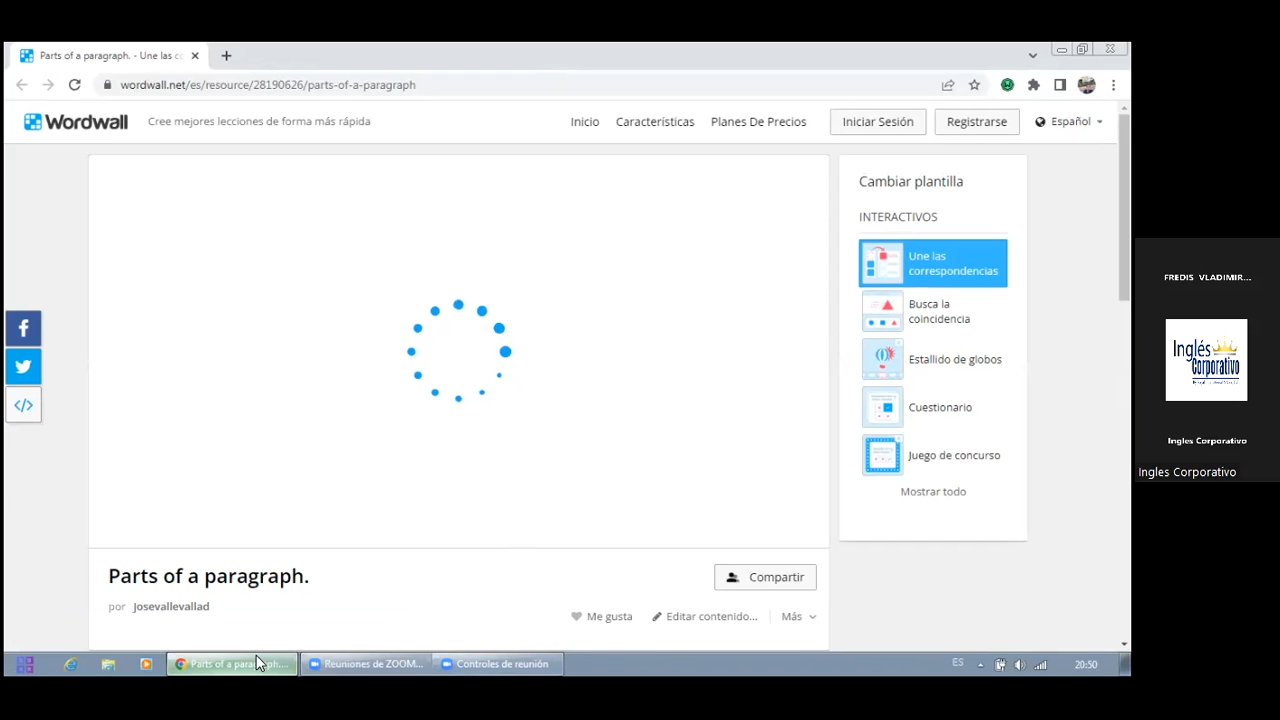 Parts of a paragraph. - Une las co
wordwall.net/es/resource/28190626/parts-of-a-paragraph
Wordwall
Cree mejores lecciones de forma más rápida
Inicio
Características
Planes De Precios
Iniciar Sesión
Registrarse
Español
Cambiar plantilla
INTERACTIVOS
Une las
correspondencias
Busca la
coincidencia
Estallido de globos
Cuestionario
Juego de concurso
Mostrar todo
Parts of a paragraph.
Compartir
por Josevallevallad
Me gusta
Editar contenido...
Más
Parts of a paragraph....
Reuniones de ZOOM...
Controles de reunión
ES
20:50
FREDIS VLADIMIR...
Inglés
Corporativo
Ingles Corporativo
Ingles Corporativo